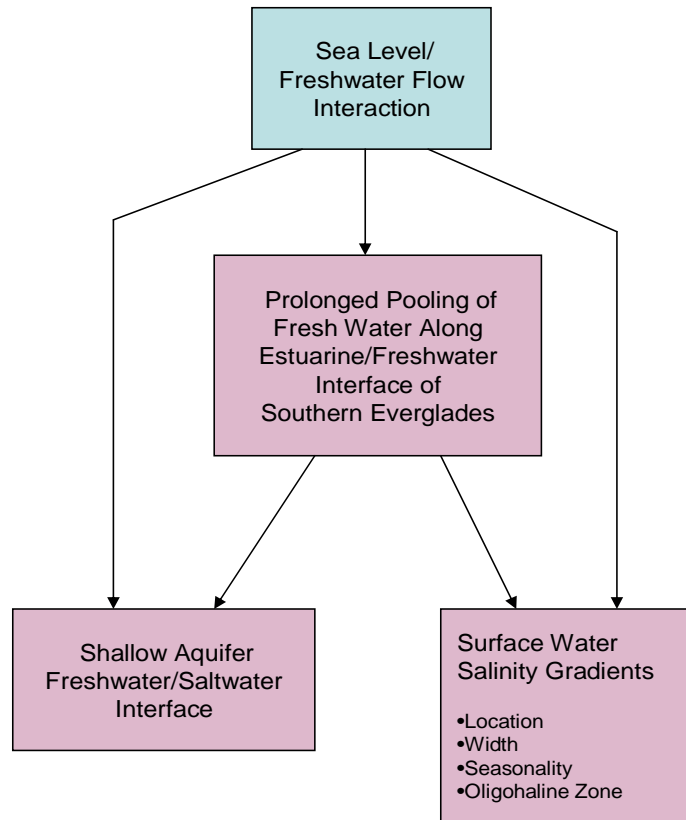 Sea Level/
Freshwater Flow
Interaction
Prolonged Pooling of
Fresh Water Along
Estuarine/Freshwater
Interface of
Southern Everglades
Shallow Aquifer
Freshwater/Saltwater
Interface
Surface Water
Salinity Gradients
•Location
•Width
•Seasonality
•Oligohaline Zone